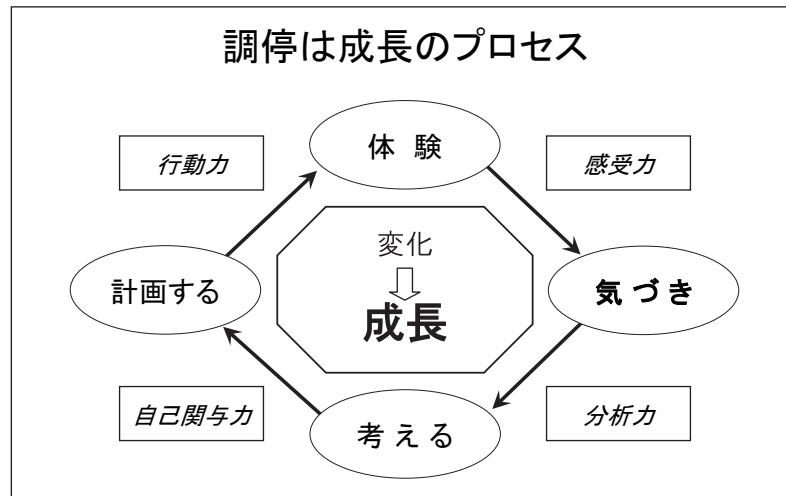 調停は成長のプロセス
行動力
体 験
感受力
計画する
変化
成長
気 づ き
自己関与力
考 え る
分析力